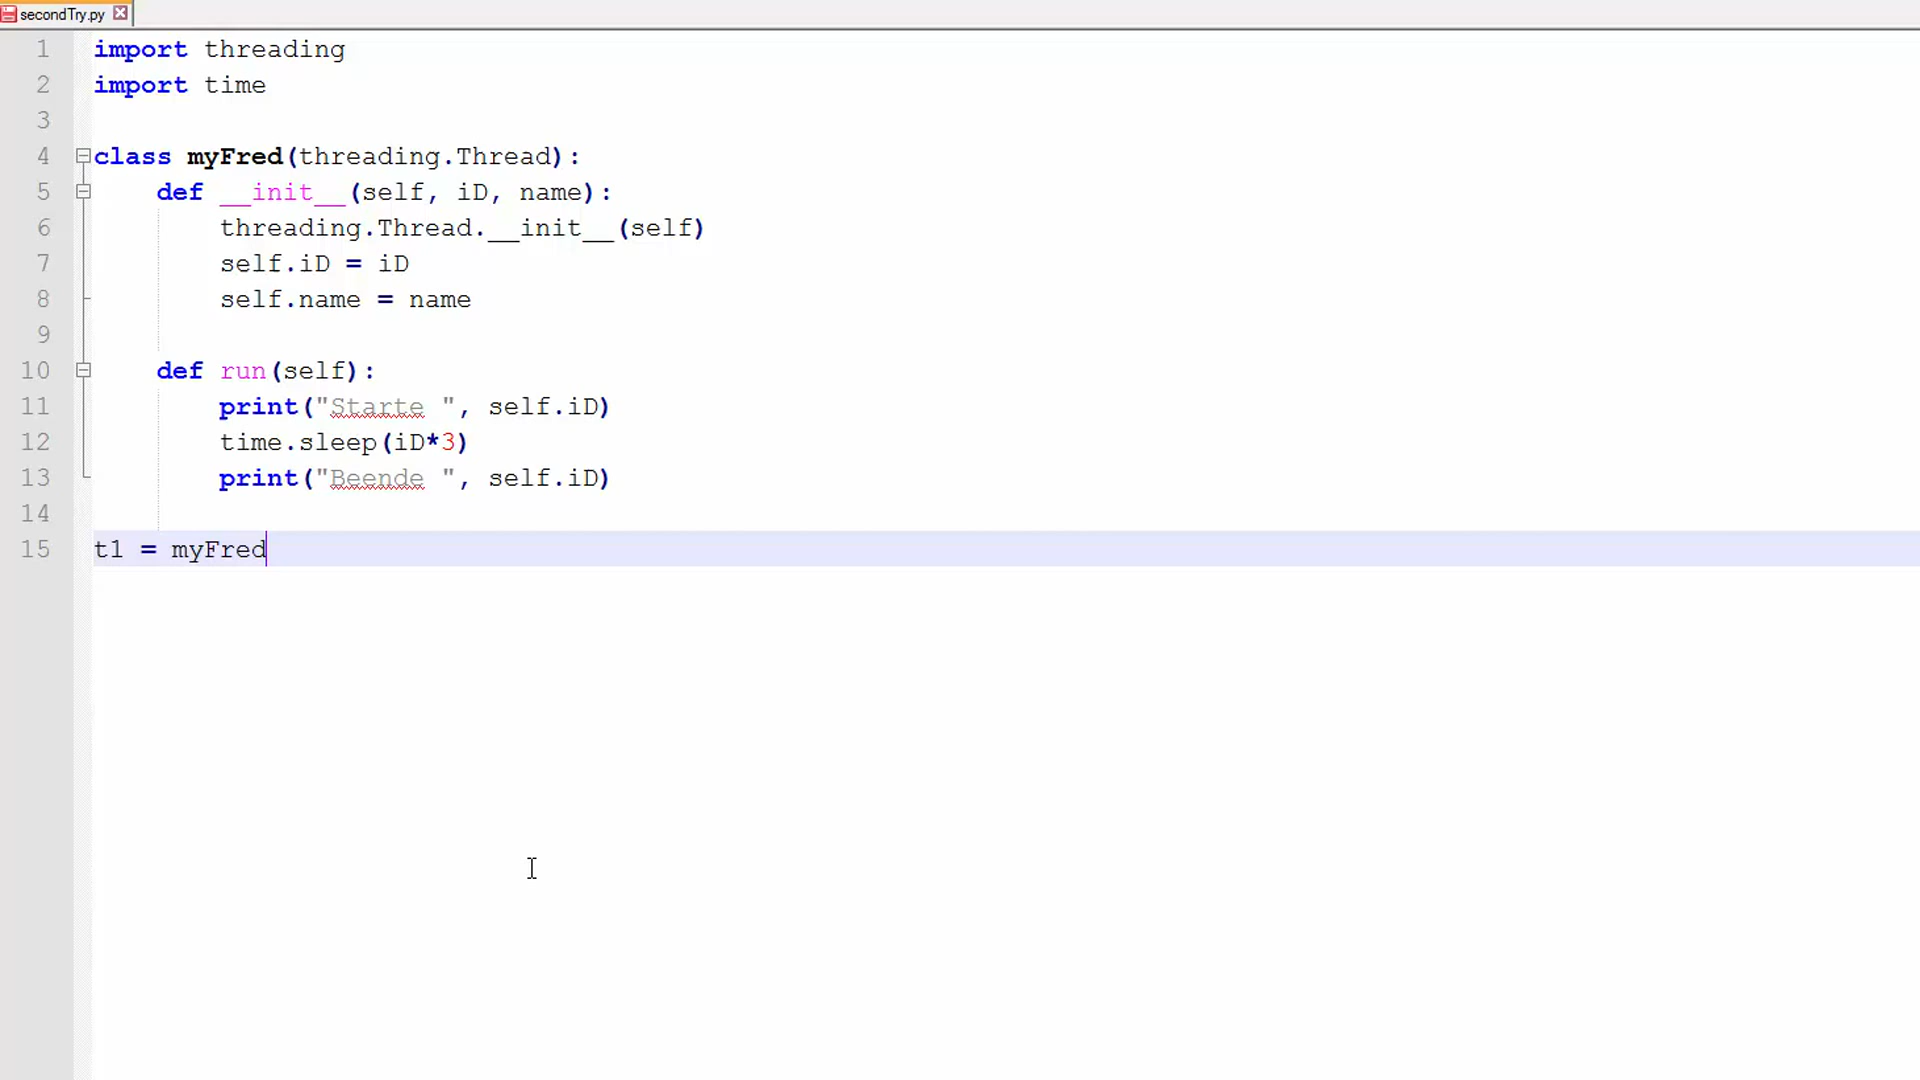 secondTry.py
1 import threading
2 import time
3
4 class myFred(threading.Thread):
5     def __init__(self, iD, name):
6         threading.Thread.__init__(self)
7         self.iD = iD
8         self.name = name
9
10     def run(self):
11         print("Starte ", self.iD)
12         time.sleep(iD*3)
13         print("Beende ", self.iD)
14
15 t1 = myFred